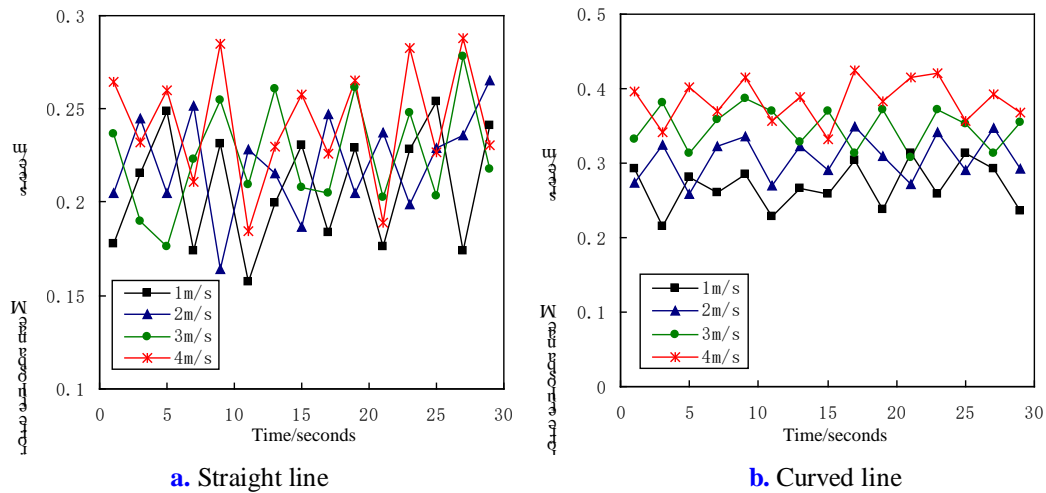 0.3
0.25
0.2
0.15
0.1
0 5 10 15 20 25 30
1m/s
2m/s
3m/s
4m/s
Time/seconds
a. Straight line
0.5
0.4
0.3
0.2
0.1
0
0 5 10 15 20 25 30
1m/s
2m/s
3m/s
4m/s
Time/seconds
b. Curved line